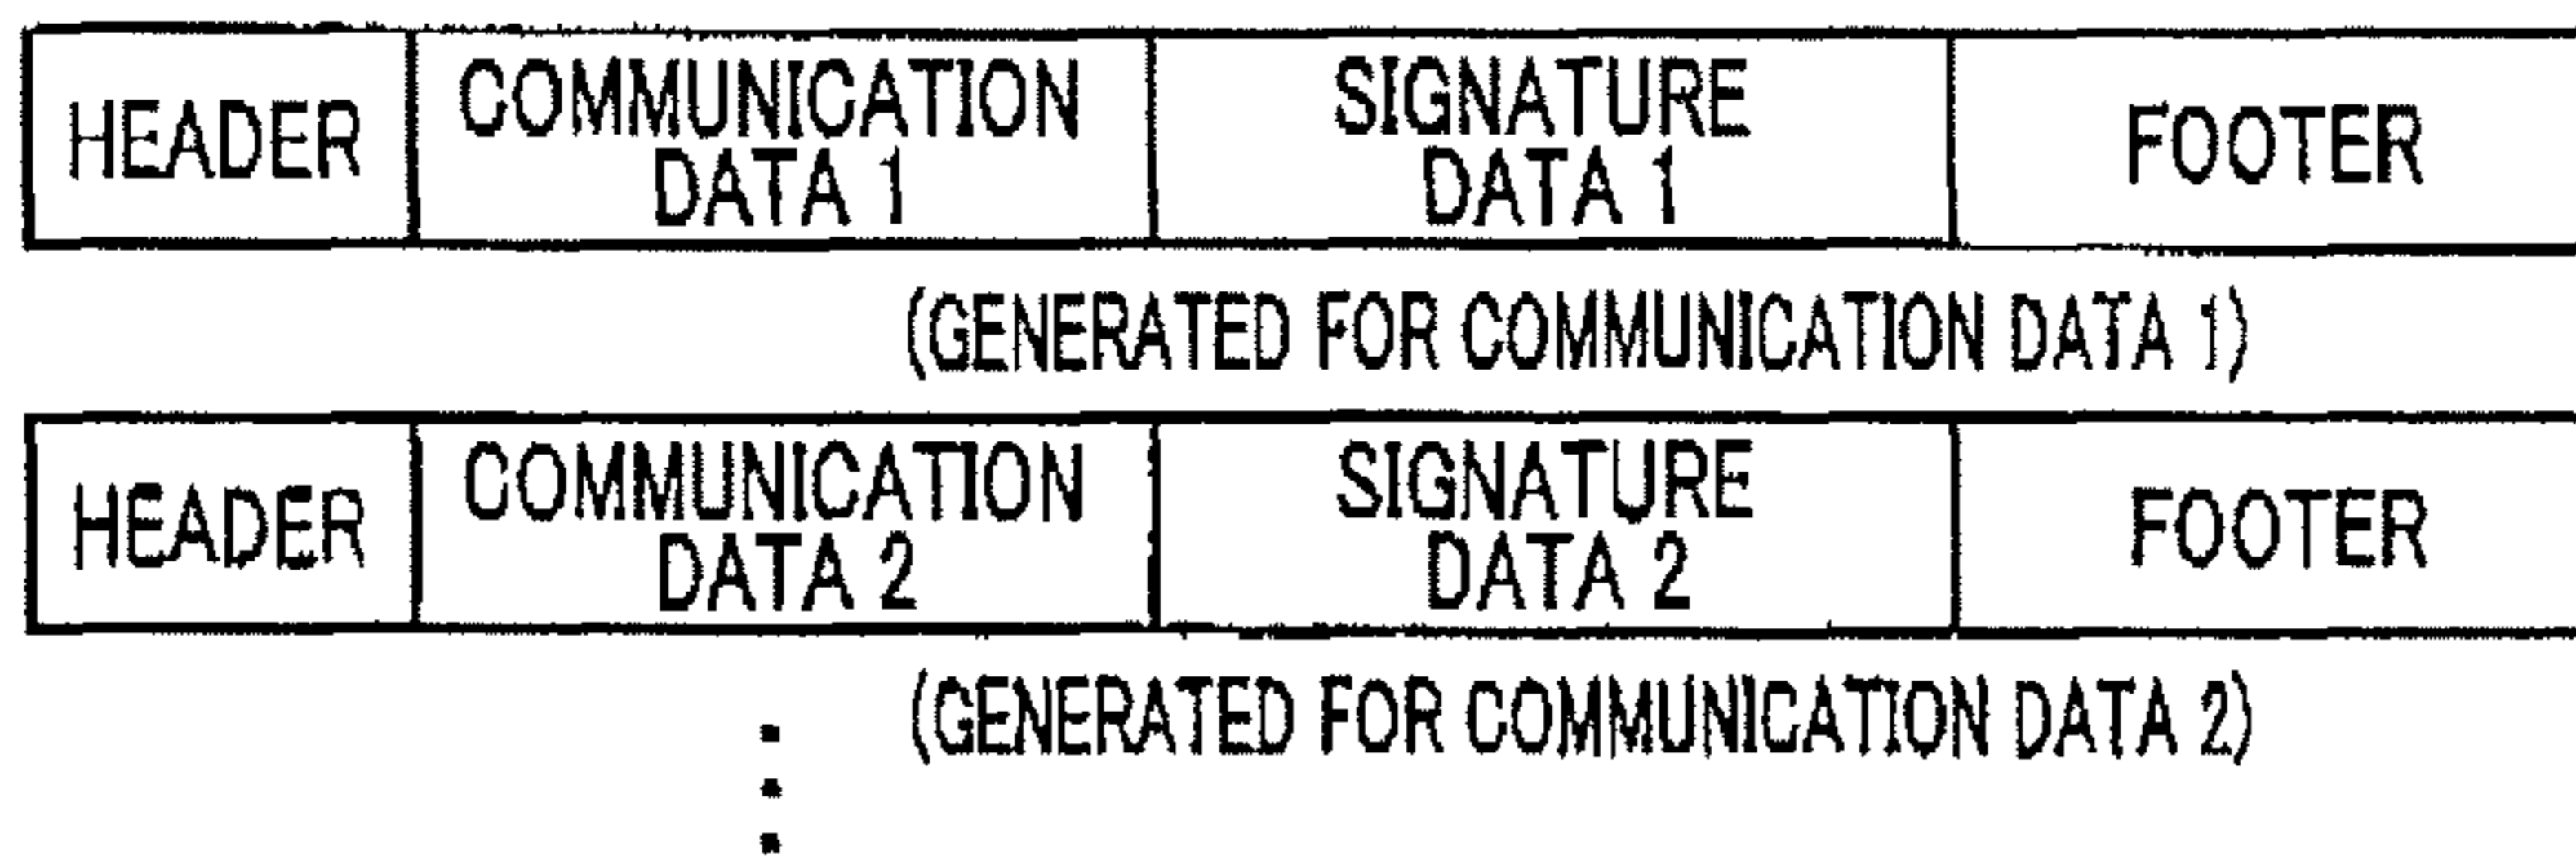 HEADER
COMMUNICATION
DATA 1
SIGNATURE
DATA 1
FOOTER
(GENERATED FOR COMMUNICATION DATA 1)
HEADER
COMMUNICATION
DATA 2
SIGNATURE
DATA 2
FOOTER
(GENERATED FOR COMMUNICATION DATA 2)